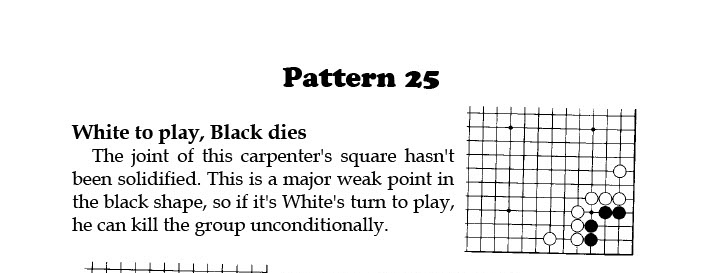 Pattern 25
White to play, Black dies
The joint of this carpenter's square hasn't
been solidified. This is a major weak point in
the black shape, so if it's White's turn to play,
he can kill the group unconditionally.